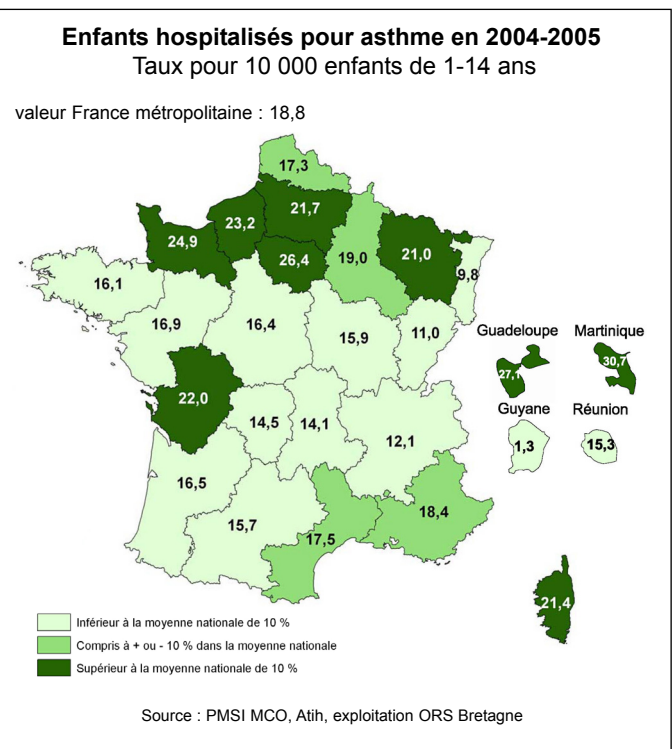 Enfants hospitalisés pour asthme en 2004-2005
Taux pour 10 000 enfants de 1-14 ans
valeur France métropolitaine : 18,8
17,3
21,7
23,2
24,9
26,4
19,0
21,0
9,8
16,1
16,9
16,4
15,9
11,0
Guadeloupe
Martinique
27,1
30,7
22,0
14,5
14,1
12,1
Guyane
Réunion
1,3
15,3
16,5
15,7
17,5
18,4
21,4
Inférieur à la moyenne nationale de 10 %
Compris à + ou - 10 % dans la moyenne nationale
Supérieur à la moyenne nationale de 10 %
Source : PMSI MCO, Atih, exploitation ORS Bretagne